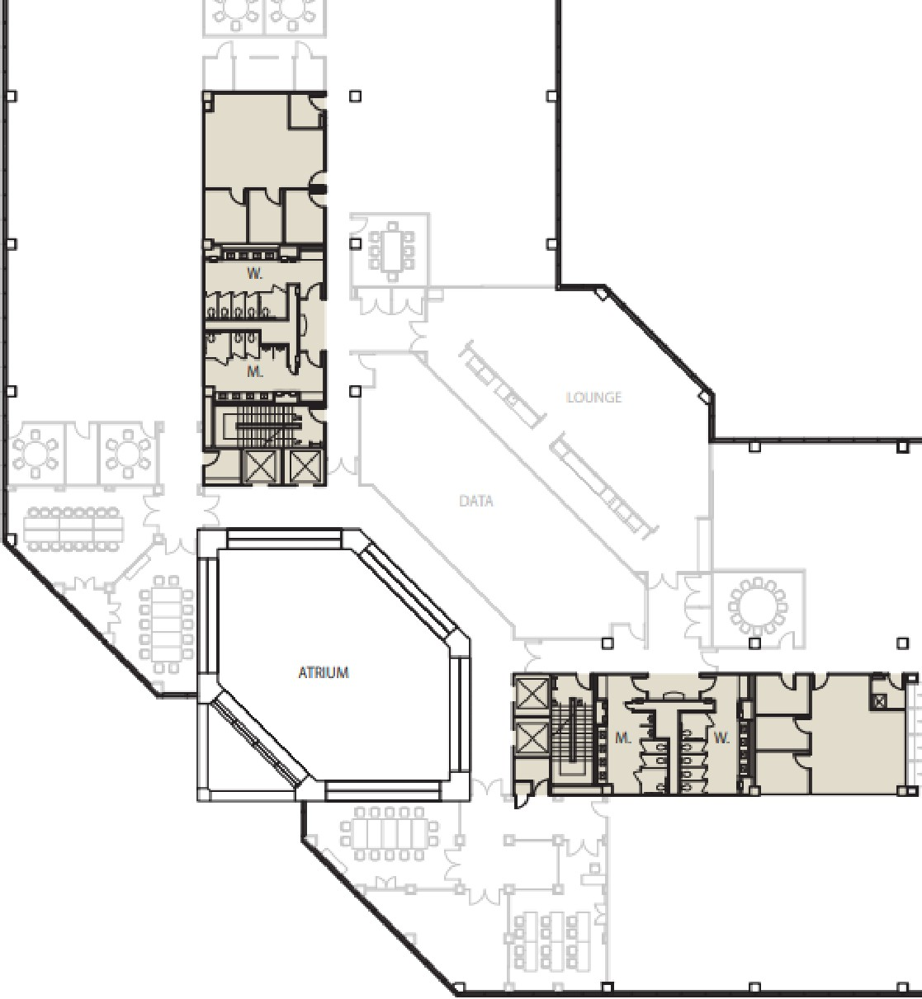 W.
M.
LOUNGE
DATA
ATRIUM
M.
W.